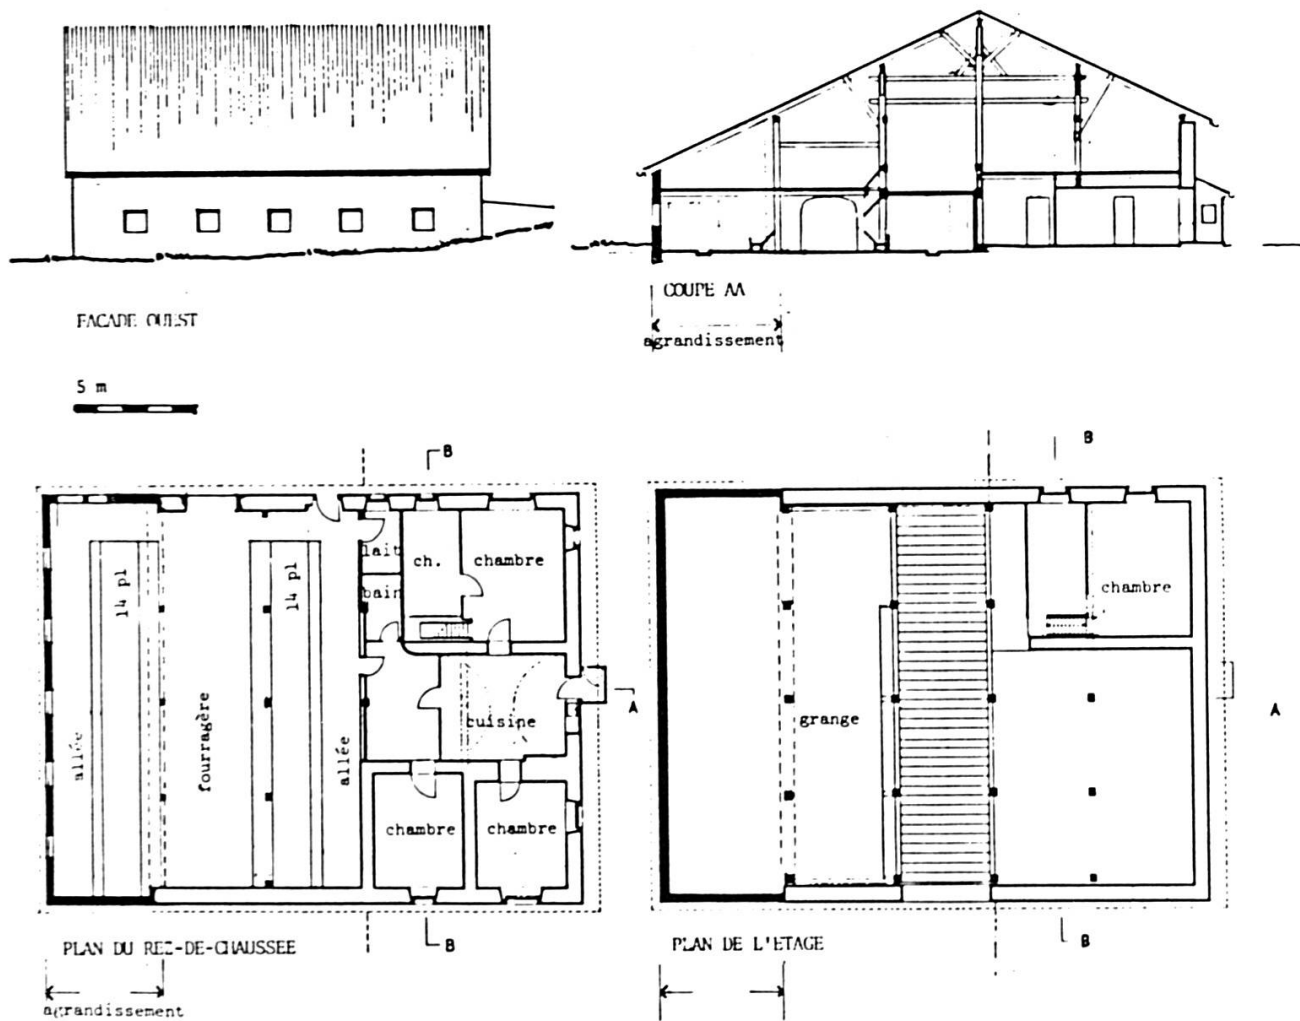 FACADE OUEST
COUPE AA
agrandissement
5 m
B
B
lait
ch.
chambre
bain
14 pl
14 pl
chambre
allée
fourragère
allée
cuisine
A
grange
A
chambre
chambre
B
B
PLAN DU REZ-DE-CHAUSSEE
PLAN DE L'ETAGE
agrandissement